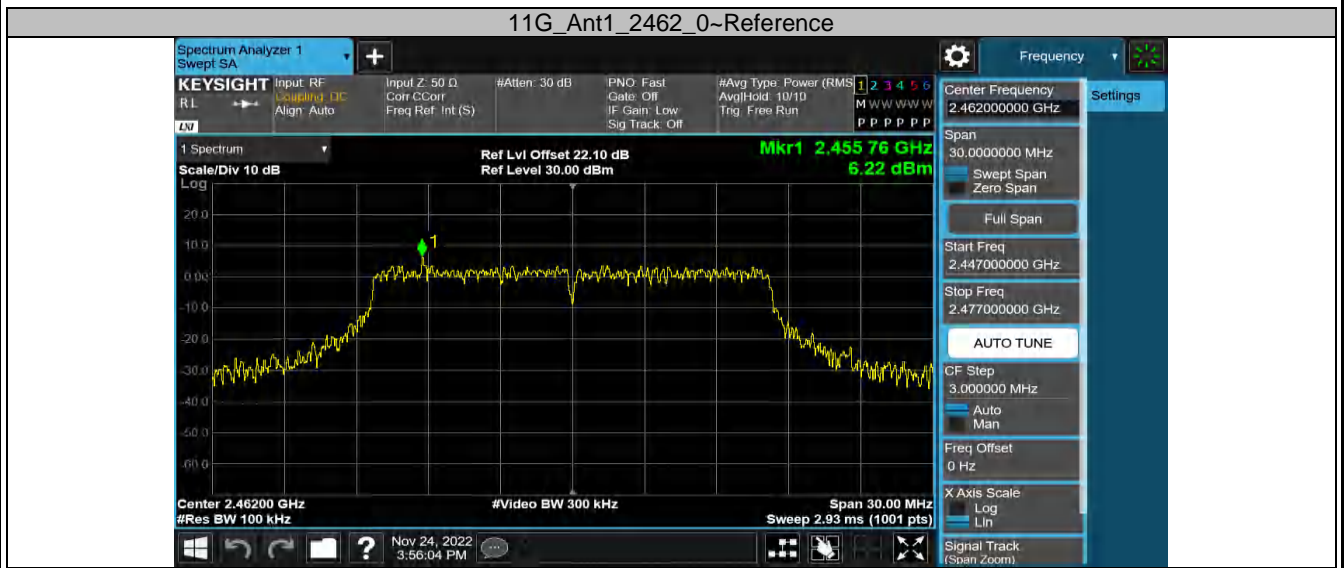 11G_Ant1_2462_0~Reference
Spectrum Analyzer 1
Swept SA
Frequency
KEYSIGHT
RL
LXI
Input: RF
Coupling: DC
Align: Auto
Input Z: 50 Ω
Corr CCorr
Freq Ref: Int (S)
#Atten: 30 dB
PNO: Fast
Gate: Off
IF Gain: Low
Sig Track: Off
#Avg Type: Power (RMS
Avg|Hold: 10/10
Trig: Free Run
1 2 3 4 5 6
M W W W W W
P P P P P P
Center Frequency
2.462000000 GHz
Settings
Span
30.0000000 MHz
Swept Span
Zero Span
Full Span
Start Freq
2.447000000 GHz
Stop Freq
2.477000000 GHz
AUTO TUNE
CF Step
3.000000 MHz
Auto
Man
Freq Offset
0 Hz
X Axis Scale
Log
Lin
Signal Track
(Span Zoom)
1 Spectrum
Scale/Div 10 dB
Log
Ref Lvl Offset 22.10 dB
Ref Level 30.00 dBm
Mkr1 2.455 76 GHz
6.22 dBm
1
20.0
10.0
0.00
-10.0
-20.0
-30.0
-40.0
-50.0
-60.0
Center 2.46200 GHz
#Res BW 100 kHz
#Video BW 300 kHz
Span 30.00 MHz
Sweep 2.93 ms (1001 pts)
?
Nov 24, 2022
3:56:04 PM